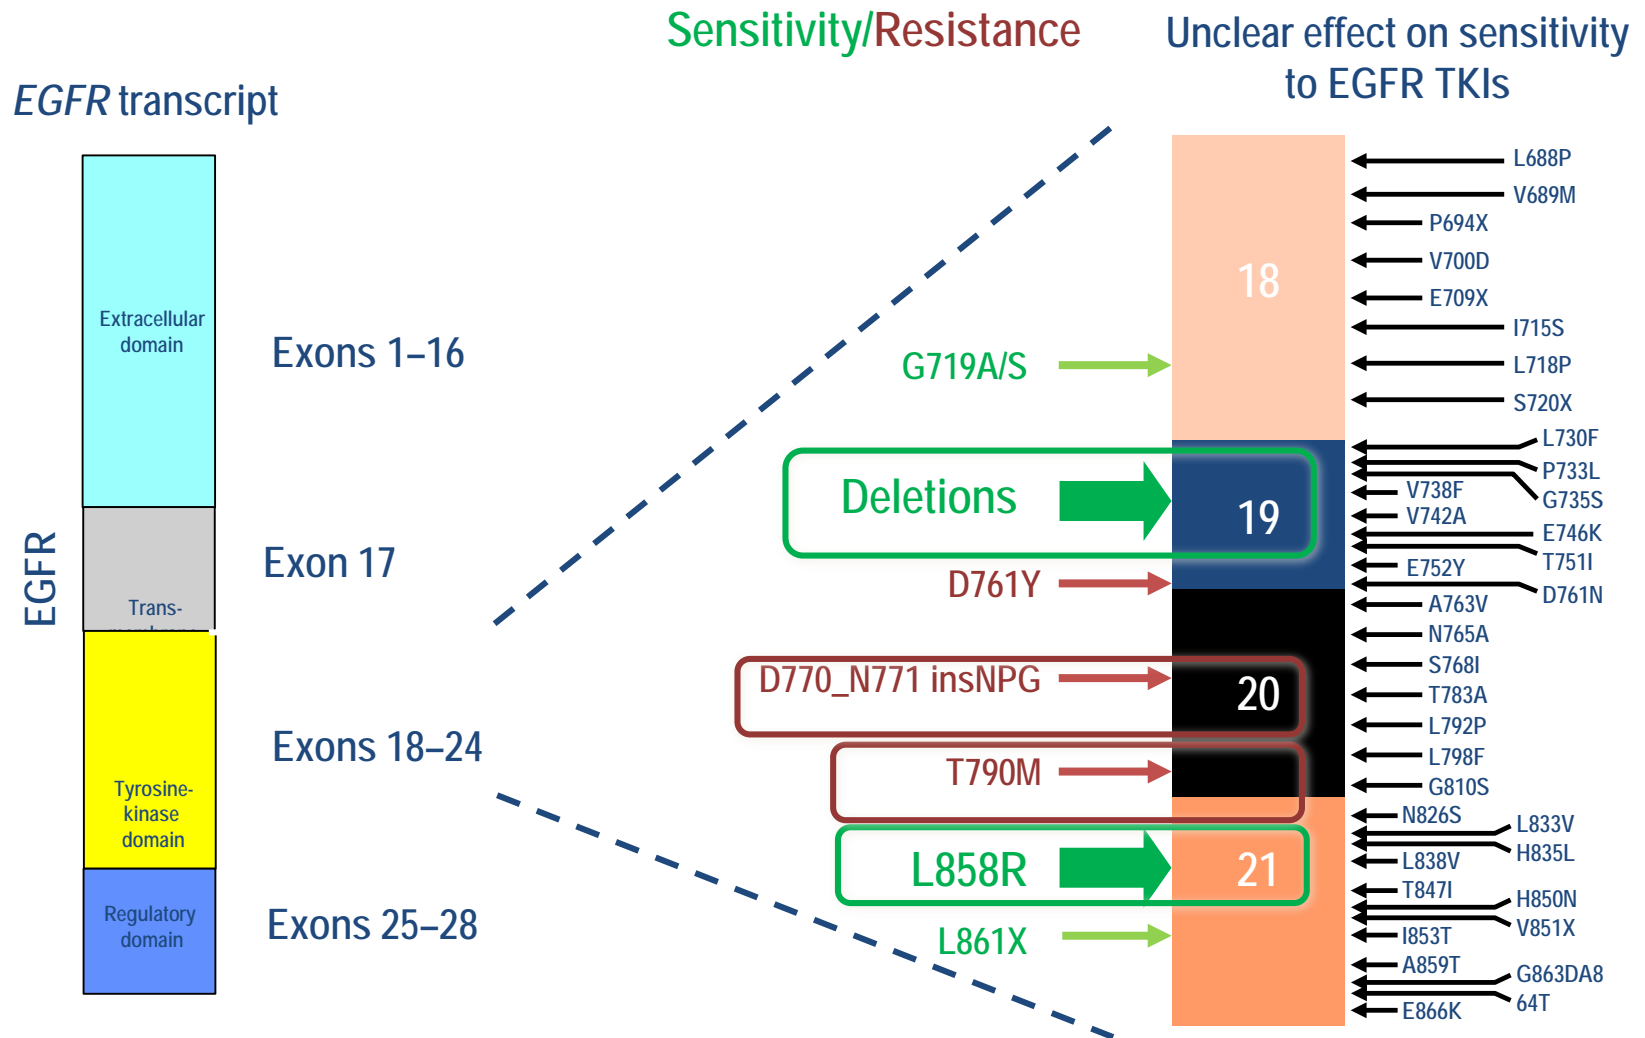 Sensitivity/Resistance
Unclear effect on sensitivity
to EGFR TKIs
EGFR transcript
EGFR
Extracellular
domain
Trans-
Tyrosine-
kinase
domain
Regulatory
domain
Exons 1–16
Exon 17
Exons 18–24
Exons 25–28
G719A/S
Deletions
D761Y
D770_N771 insNPG
T790M
L858R
L861X
18
19
20
21
L688P
V689M
P694X
V700D
E709X
I715S
L718P
S720X
L730F
P733L
V738F
G735S
V742A
E746K
T751I
E752Y
D761N
A763V
N765A
S768I
T783A
L792P
L798F
G810S
N826S
L833V
H835L
L838V
T847I
H850N
V851X
I853T
A859T
G863DA8
64T
E866K